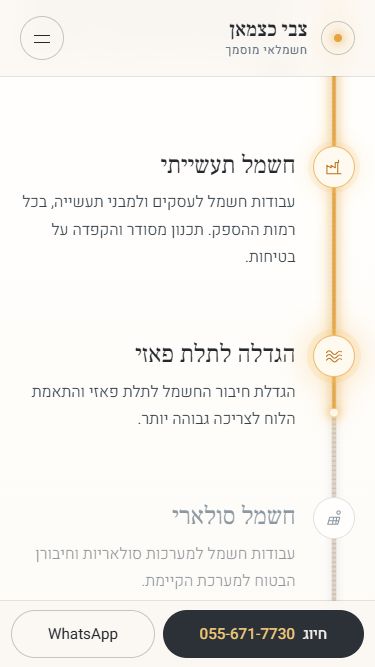 צבי כצמאן
חשמלאי מוסמך
חשמל תעשייתי
עבודות חשמל לעסקים ולמבני תעשייה, בכל
רמות ההספק. תכנון מסודר והקפדה על
בטיחות.
הגדלה לתלת פאזי
הגדלת חיבור החשמל לתלת פאזי והתאמת
הלוח לצריכה גבוהה יותר.
חשמל סולארי
עבודות חשמל למערכות סולאריות וחיבורן
הבטוח למערכת הקיימת.
חיוג 055-671-7730
WhatsApp